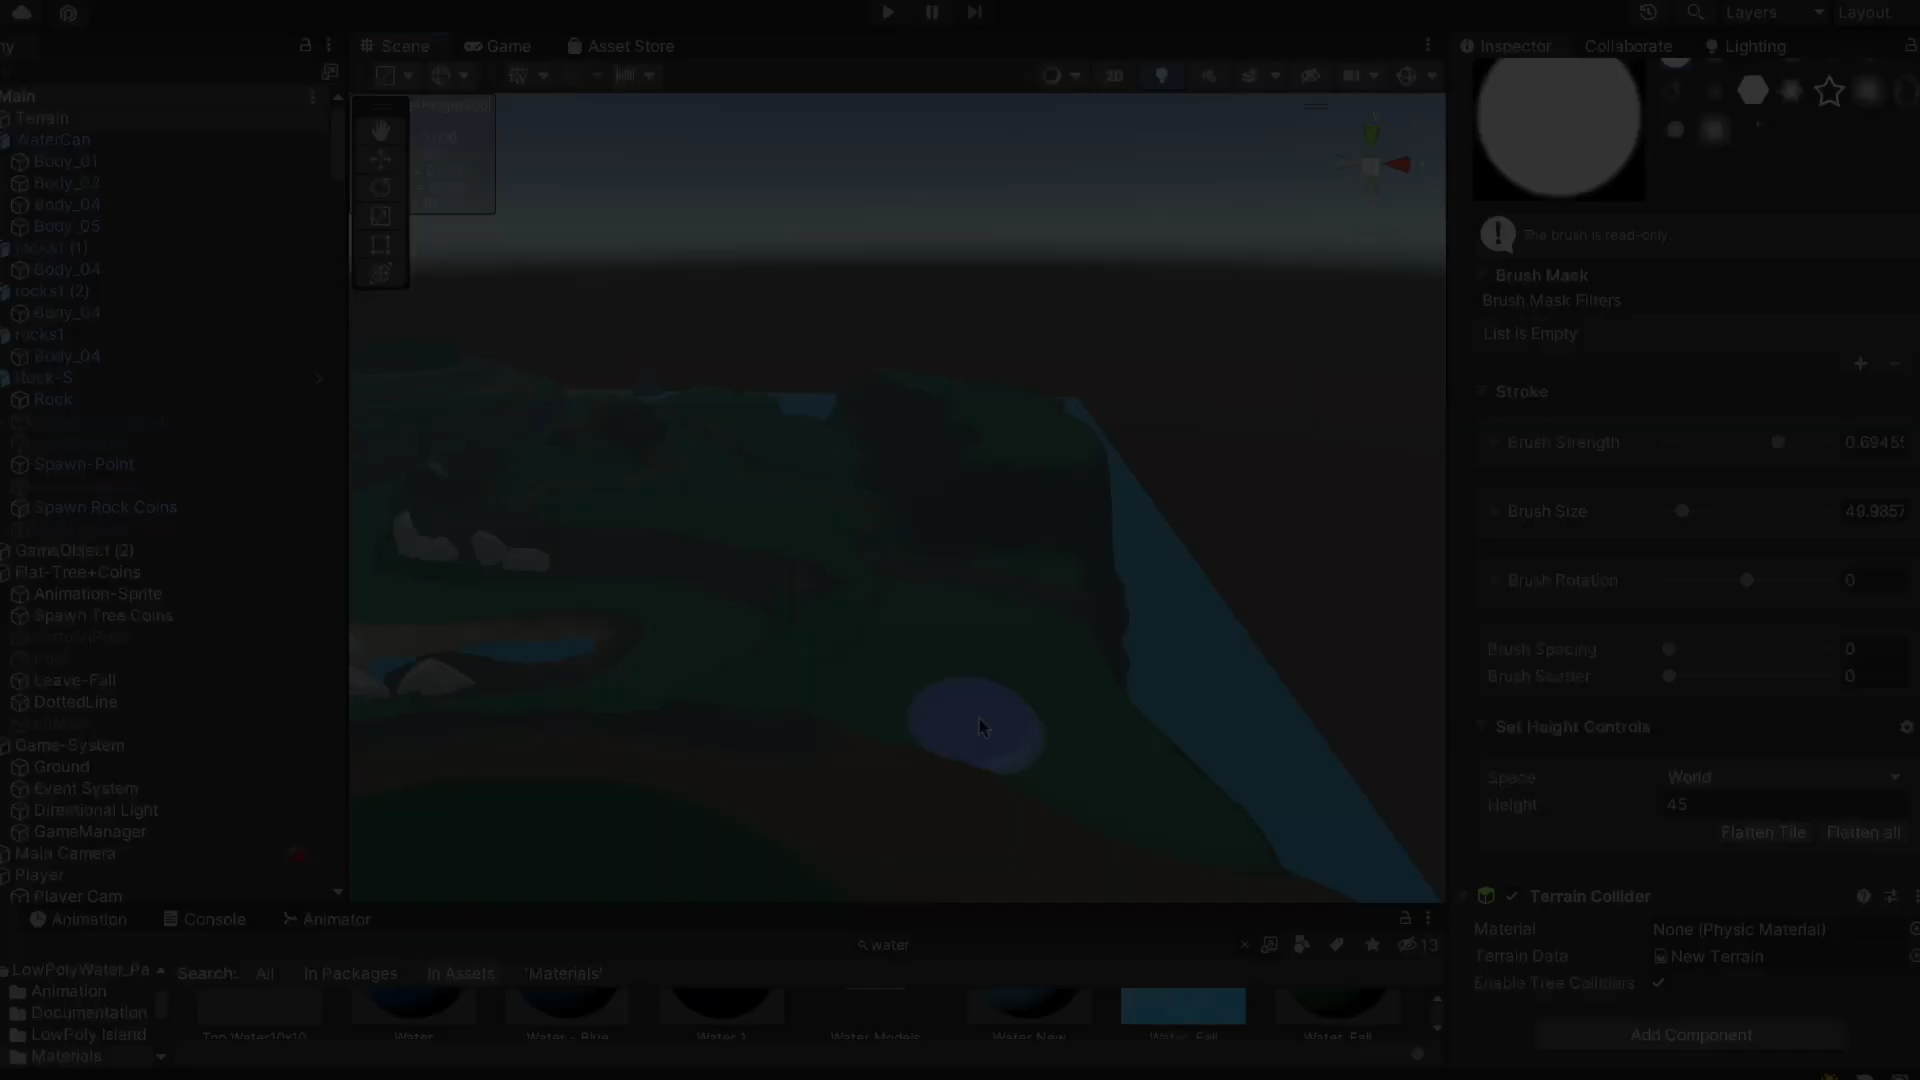 Layers
Layout
Scene
Game
Asset Store
Inspector
Collaborate
Lighting
2D
Main
Terrain
WaterCan
Body_01
Body_02
Body_04
Body_05
rocks1 (1)
Body_04
rocks1 (2)
Body_04
rocks1
Body_04
Rock-S
Rock
Spawn-Point
Spawn Rock Coins
GameObject (2)
Flat-Tree+Coins
Animation-Sprite
Spawn Tree Coins
Leave-Fall
DottedLine
Game-System
Ground
Event System
Directional Light
GameManager
Main Camera
Player
Player Cam
The brush is read-only.
Brush Mask
Brush Mask Filters
List is Empty
Stroke
Brush Strength
0.69455
Brush Size
49.9857
Brush Rotation
0
Brush Spacing
0
Brush Scatter
0
Set Height Controls
Space
World
Height
45
Flatten Tile
Flatten all
Terrain Collider
Material
None (Physic Material)
Terrain Data
New Terrain
Enable Tree Colliders
Add Component
Animation
Console
Animator
water
13
LowPolyWater_Pa
Search:
All
In Packages
In Assets
'Materials'
Animation
Documentation
LowPoly Island
Materials
Top Water10x10
Water
Water - Blue
Water 1
Water Models
Water New
Water_Fall
Water_Fall